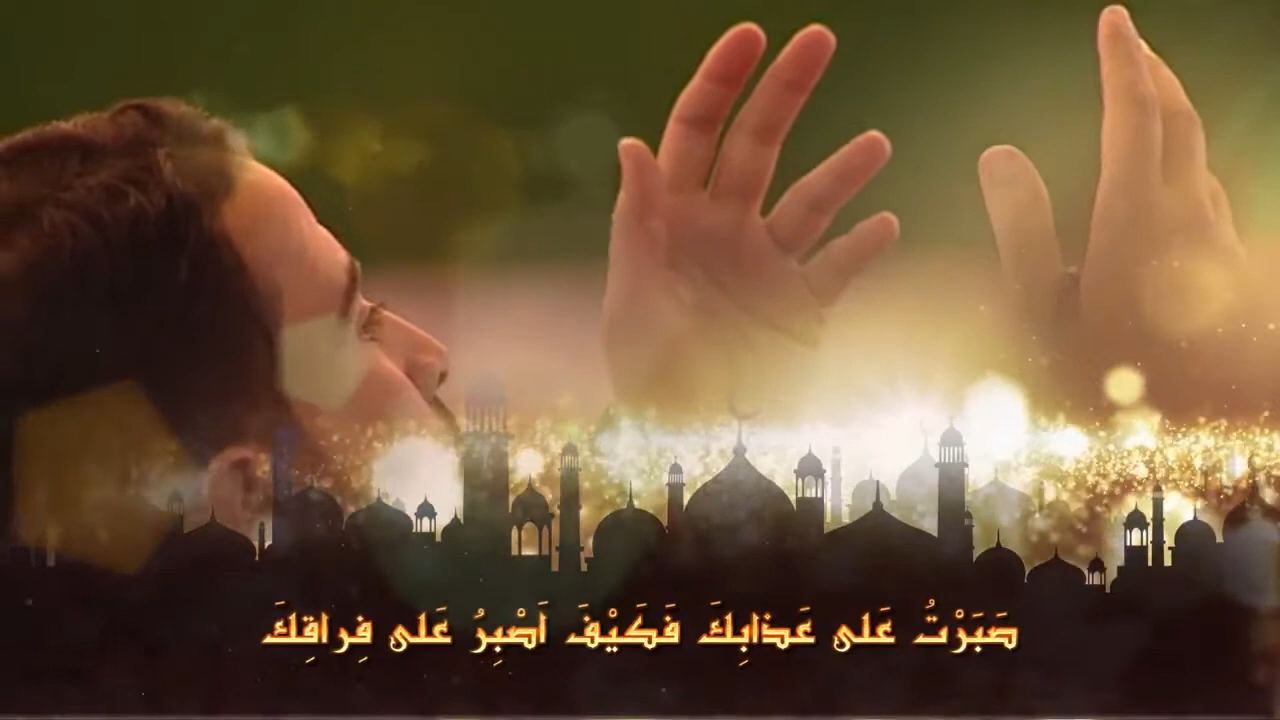 صَبَرْتُ عَلى عَذابِكَ فَكَيْفَ اَصْبِرُ عَلى فِراقِكَ